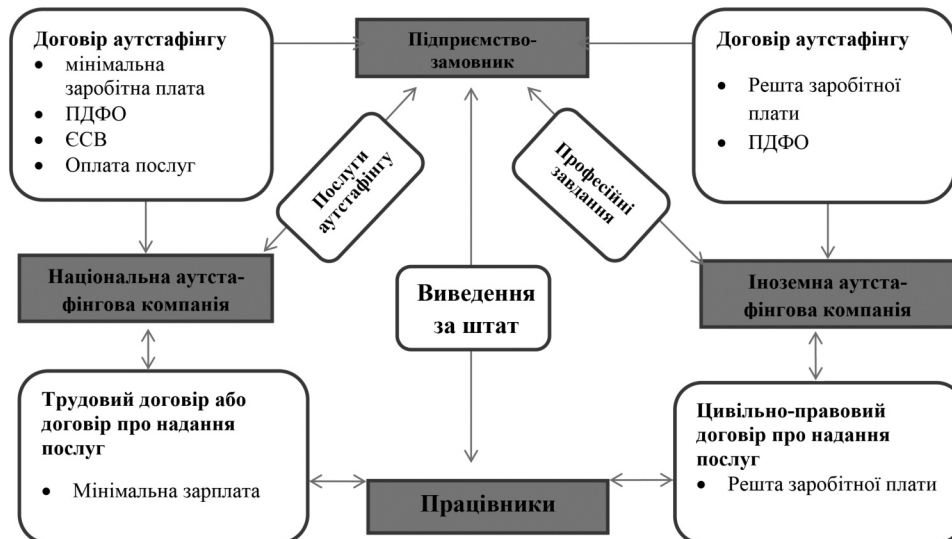 Договір аутстафінгу
• мінімальна
заробітна плата
• ПДФО
• ЄСВ
• Оплата послуг
Підприємство-
замовник
Договір аутстафінгу
• Решта заробітної
плати
• ПДФО
Послуги
аутстафінгу
Професійні
завдання
Національна аутста-
фінгова компанія
Виведення
за штат
Іноземна аутста-
фінгова компанія
Трудовий договір або
договір про надання
послуг
• Мінімальна зарплата
Працівники
Цивільно-правовий
договір про надання
послуг
• Решта заробітної плати